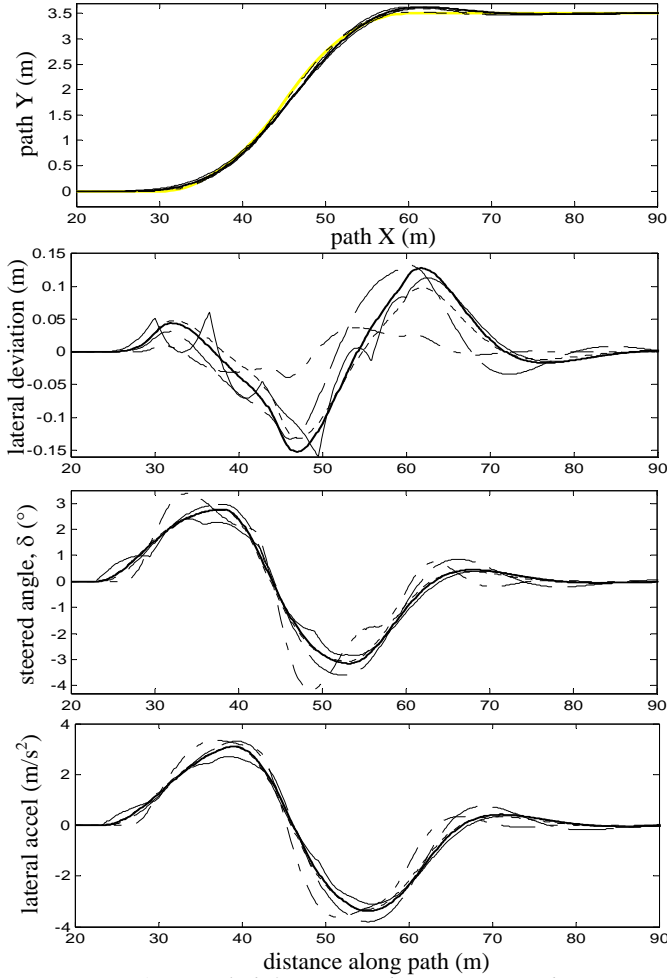 3.5
3
2.5
2
1.5
1
0.5
0
path Y (m)
20 30 40 50 60 70 80 90
path X (m)
0.15
0.1
0.05
0
-0.05
-0.1
-0.15
lateral deviation (m)
20 30 40 50 60 70 80 90
3
2
1
0
-1
-2
-3
-4
steered angle, δ (°)
20 30 40 50 60 70 80 90
4
2
0
-2
-4
lateral accel (m/s²)
20 30 40 50 60 70 80 90
distance along path (m)